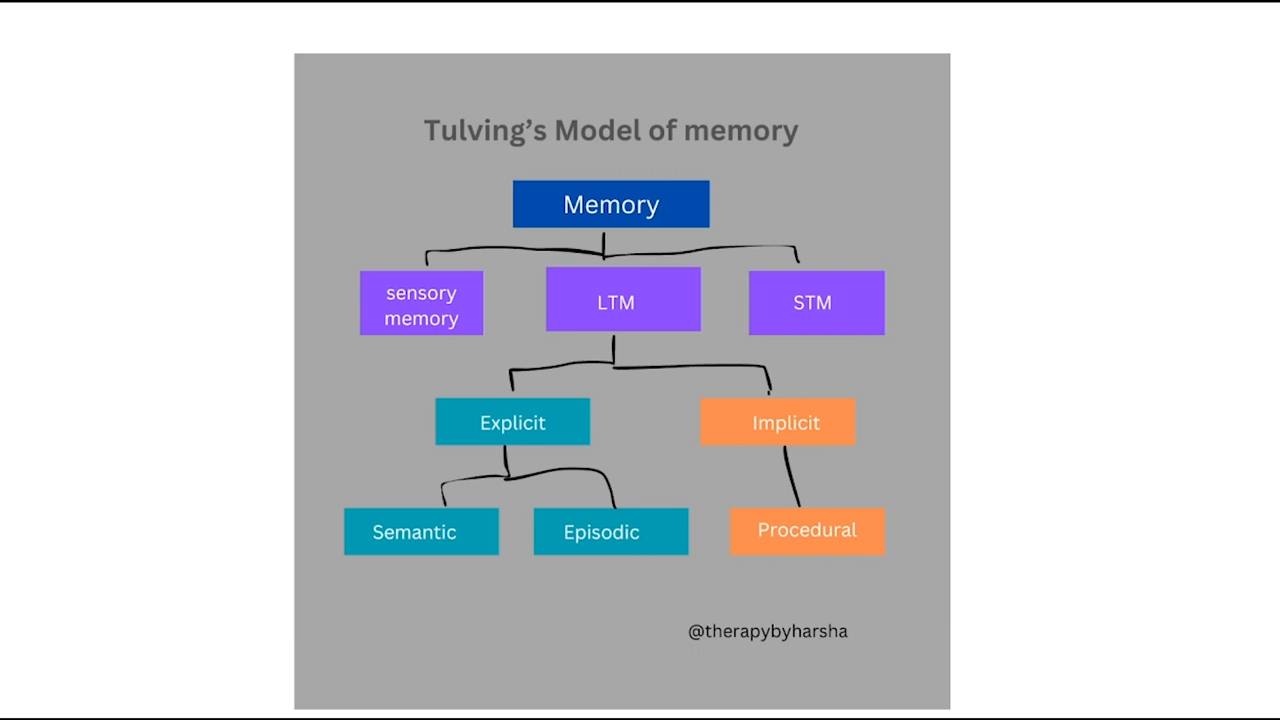 Tulving’s Model of memory
Memory
sensory
memory
LTM
STM
Explicit
Implicit
Semantic
Episodic
Procedural
@therapybyharsha